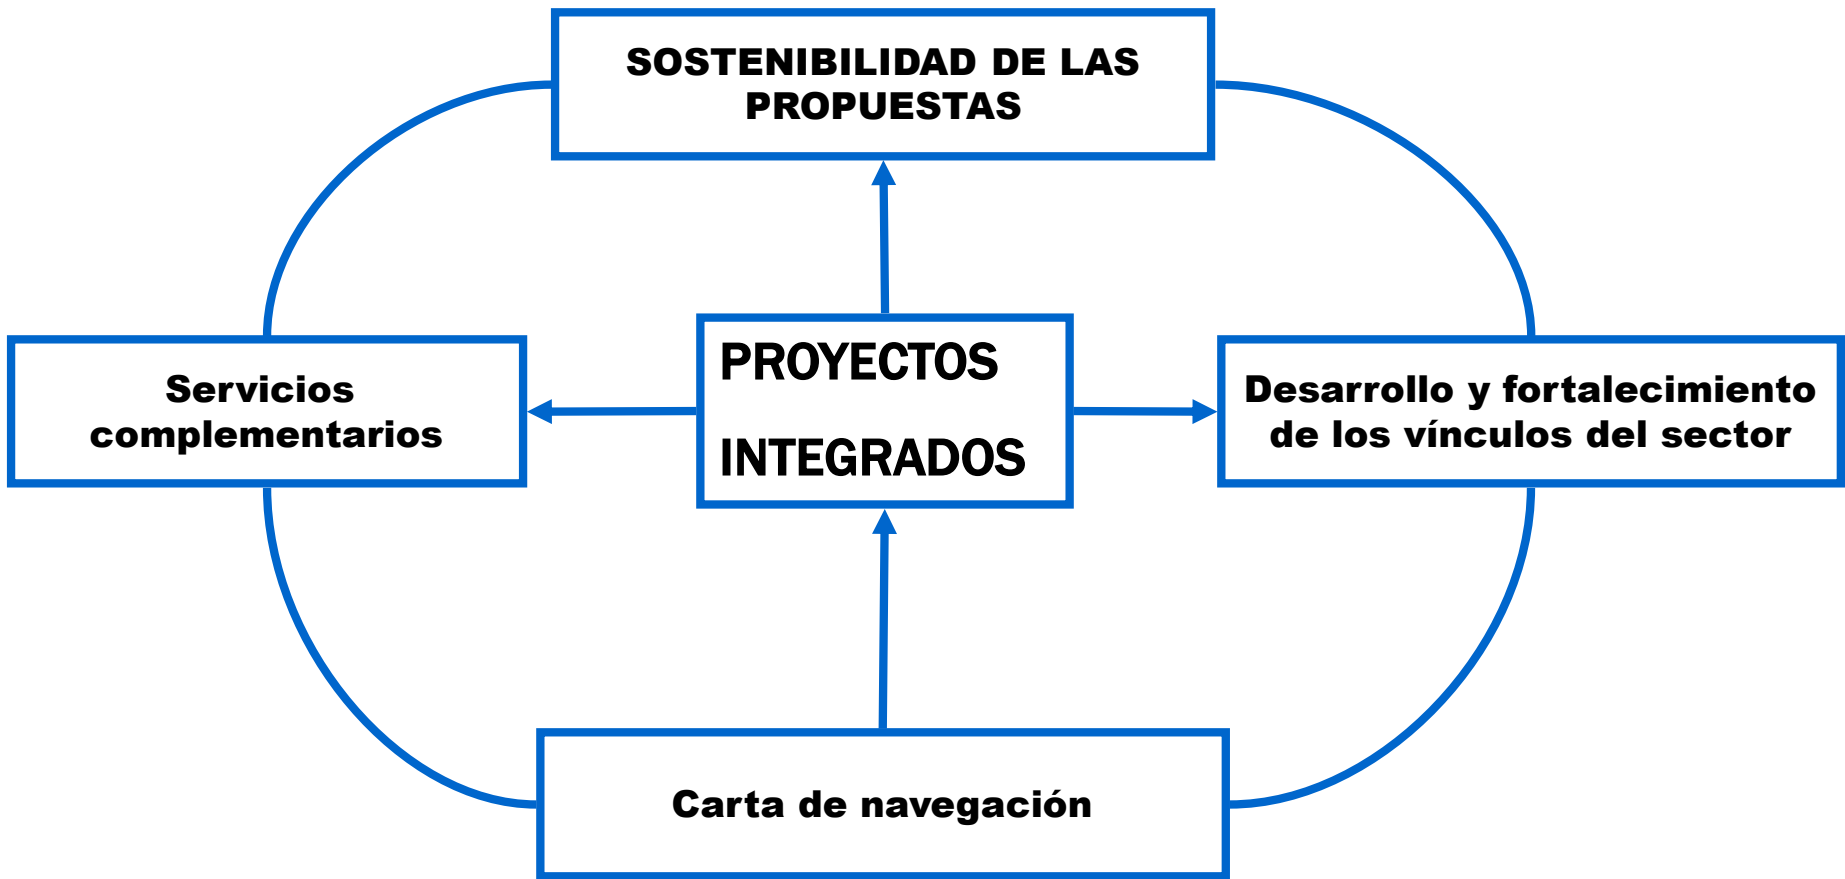 SOSTENIBILIDAD DE LAS
PROPUESTAS
PROYECTOS
INTEGRADOS
Servicios
complementarios
Desarrollo y fortalecimiento
de los vínculos del sector
Carta de navegación